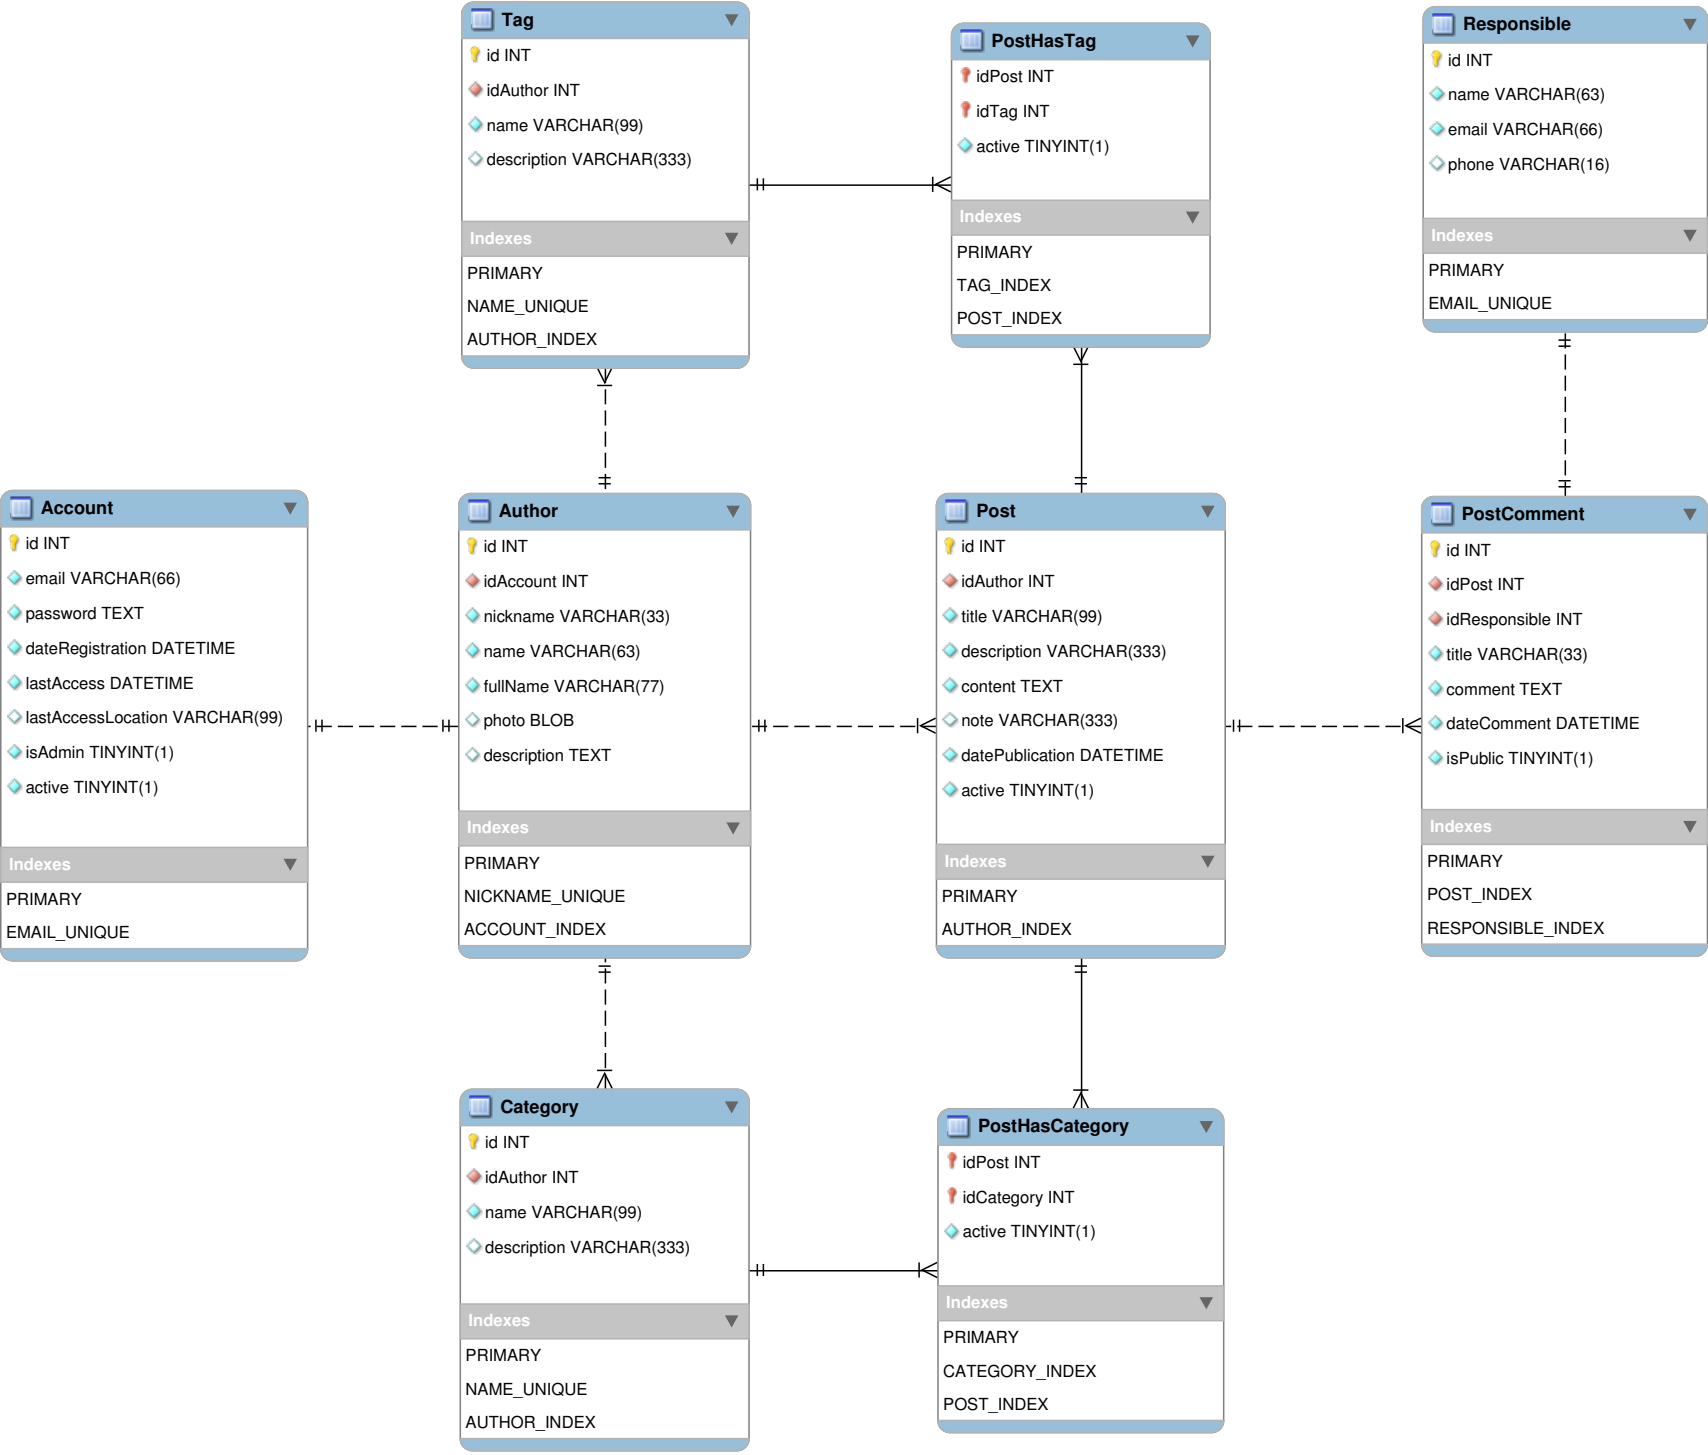 Tag
id INT
idAuthor INT
name VARCHAR(99)
description VARCHAR(333)
Indexes
PRIMARY
NAME_UNIQUE
AUTHOR_INDEX
PostHasTag
idPost INT
idTag INT
active TINYINT(1)
Indexes
PRIMARY
TAG_INDEX
POST_INDEX
Responsible
id INT
name VARCHAR(63)
email VARCHAR(66)
phone VARCHAR(16)
Indexes
PRIMARY
EMAIL_UNIQUE
Account
id INT
email VARCHAR(66)
password TEXT
dateRegistration DATETIME
lastAccess DATETIME
lastAccessLocation VARCHAR(99)
isAdmin TINYINT(1)
active TINYINT(1)
Indexes
PRIMARY
EMAIL_UNIQUE
Author
id INT
idAccount INT
nickname VARCHAR(33)
name VARCHAR(63)
fullName VARCHAR(77)
photo BLOB
description TEXT
Indexes
PRIMARY
NICKNAME_UNIQUE
ACCOUNT_INDEX
Post
id INT
idAuthor INT
title VARCHAR(99)
description VARCHAR(333)
content TEXT
note VARCHAR(333)
datePublication DATETIME
active TINYINT(1)
Indexes
PRIMARY
AUTHOR_INDEX
PostComment
id INT
idPost INT
idResponsible INT
title VARCHAR(33)
comment TEXT
dateComment DATETIME
isPublic TINYINT(1)
Indexes
PRIMARY
POST_INDEX
RESPONSIBLE_INDEX
Category
id INT
idAuthor INT
name VARCHAR(99)
description VARCHAR(333)
Indexes
PRIMARY
NAME_UNIQUE
AUTHOR_INDEX
PostHasCategory
idPost INT
idCategory INT
active TINYINT(1)
Indexes
PRIMARY
CATEGORY_INDEX
POST_INDEX